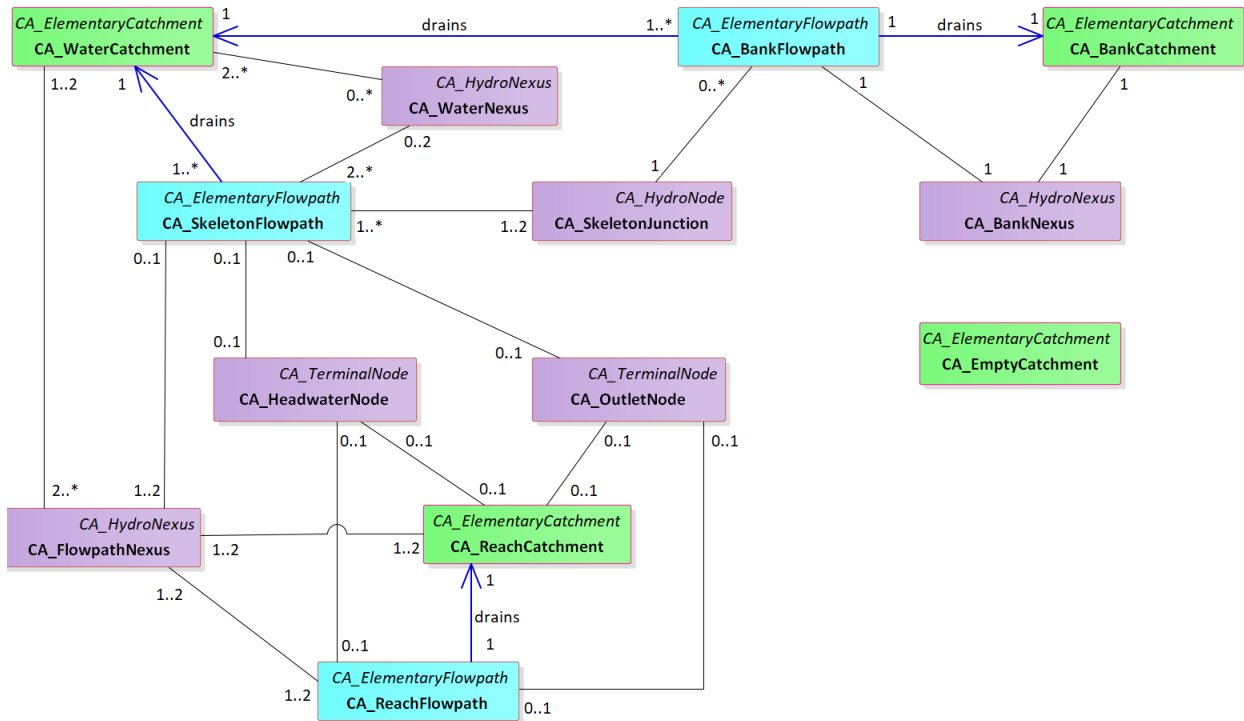 CA_ElementaryCatchment
CA_WaterCatchment
1
drains
1..*
CA_ElementaryFlowpath
CA_BankFlowpath
1
drains
1
CA_ElementaryCatchment
CA_BankCatchment
1..2
1
2..*
0..*
CA_HydroNexus
CA_WaterNexus
0..*
1
1
drains
0..2
1..*
2..*
1
1
1
CA_ElementaryFlowpath
CA_SkeletonFlowpath
1..*
1..2
CA_HydroNode
CA_SkeletonJunction
CA_HydroNexus
CA_BankNexus
0..1
0..1
0..1
0..1
0..1
CA_ElementaryCatchment
CA_EmptyCatchment
CA_TerminalNode
CA_HeadwaterNode
CA_TerminalNode
CA_OutletNode
0..1
0..1
0..1
0..1
2..*
1..2
0..1
0..1
CA_HydroNexus
CA_FlowpathNexus
1..2
1..2
CA_ElementaryCatchment
CA_ReachCatchment
1..2
1
drains
0..1
1
1..2
CA_ElementaryFlowpath
CA_ReachFlowpath
0..1